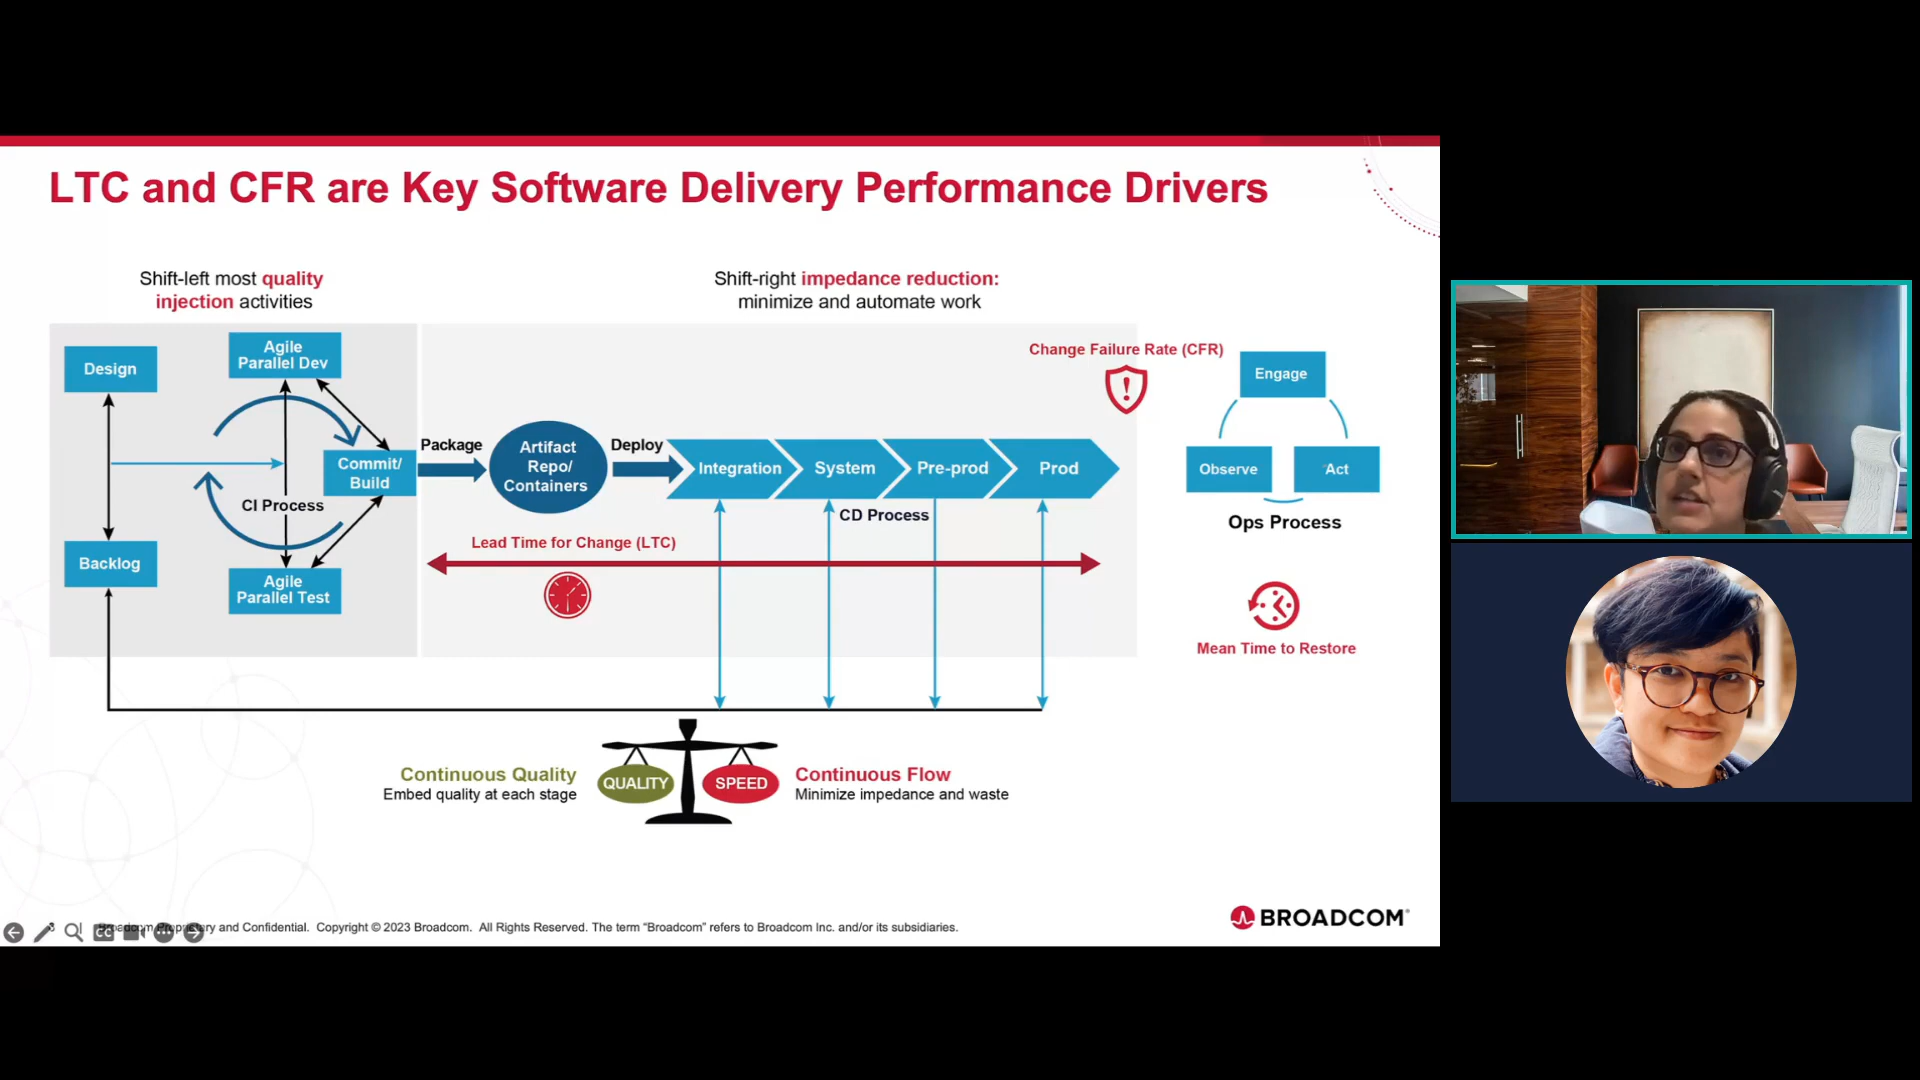 LTC and CFR are Key Software Delivery Performance Drivers
Shift-left most quality
injection activities
Shift-right impedance reduction:
minimize and automate work
Design
Agile
Parallel Dev
Commit/
Build
CI Process
Backlog
Agile
Parallel Test
Package
Artifact
Repo/
Containers
Deploy
Integration
System
Pre-prod
Prod
CD Process
Lead Time for Change (LTC)
Change Failure Rate (CFR)
Engage
Observe
Act
Ops Process
Mean Time to Restore
Continuous Quality
Embed quality at each stage
QUALITY
SPEED
Continuous Flow
Minimize impedance and waste
Broadcom Proprietary and Confidential. Copyright © 2023 Broadcom. All Rights Reserved. The term “Broadcom” refers to Broadcom Inc. and/or its subsidiaries.
BROADCOM®